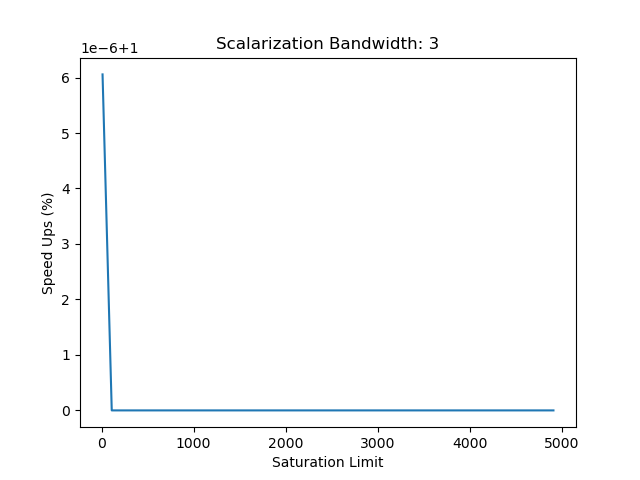 Scalarization Bandwidth: 3
1e−6+1
6
5
4
3
2
1
0
Speed Ups (%)
0 1000 2000 3000 4000 5000
Saturation Limit